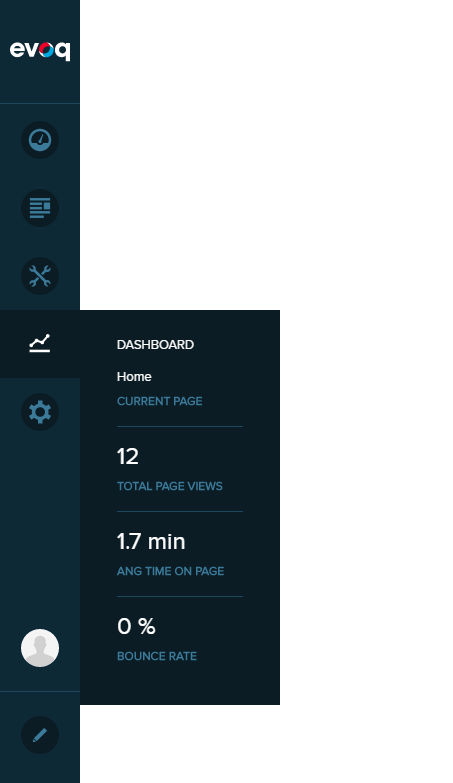 evoq
DASHBOARD
Home
CURRENT PAGE
12
TOTAL PAGE VIEWS
1.7 min
ANG TIME ON PAGE
0 %
BOUNCE RATE